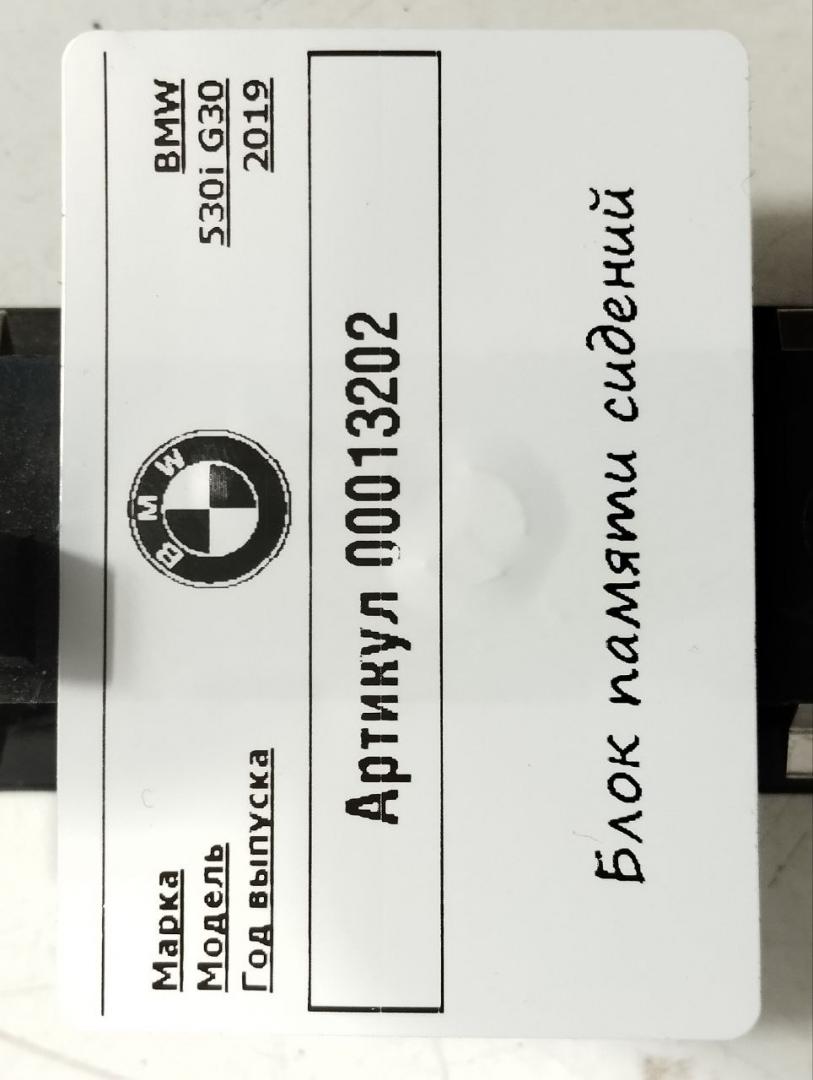 Марка BMW
Модель 530i G30
Год выпуска 2019
BMW
Артикул 00013202
Блок памяти сидений